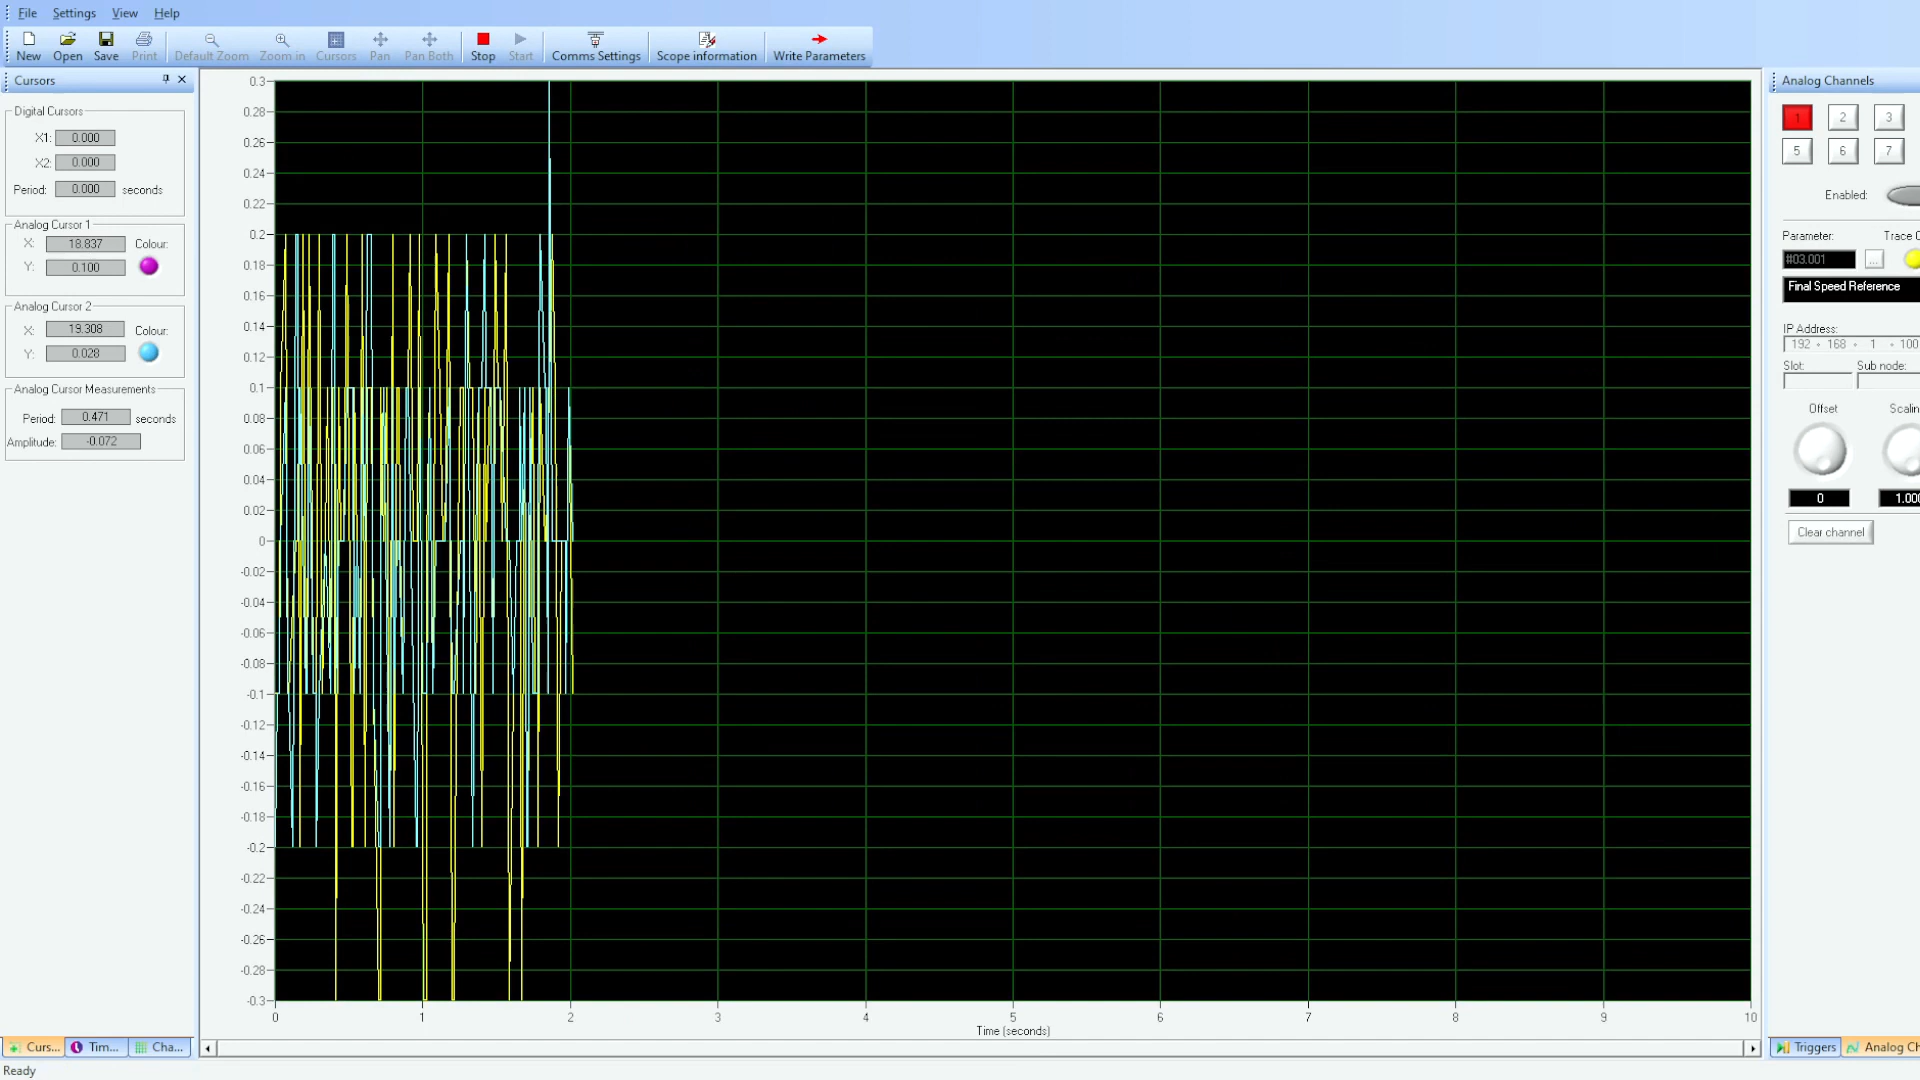 File Settings View Help
New Open Save Print Default Zoom Zoom in Cursors Pan Pan Both Stop Start Comms Settings Scope information Write Parameters
Cursors
Digital Cursors
X1: 0.000
X2: 0.000
Period: 0.000 seconds
Analog Cursor 1
X: 18.837 Colour:
Y: 0.100
Analog Cursor 2
X: 19.308 Colour:
Y: 0.028
Analog Cursor Measurements
Period: 0.471 seconds
Amplitude: -0.072
0.3
0.28
0.26
0.24
0.22
0.2
0.18
0.16
0.14
0.12
0.1
0.08
0.06
0.04
0.02
0
-0.02
-0.04
-0.06
-0.08
-0.1
-0.12
-0.14
-0.16
-0.18
-0.2
-0.22
-0.24
-0.26
-0.28
-0.3
0 1 2 3 4 5 6 7 8 9 10
Time (seconds)
Analog Channels
1 2 3
5 6 7
Enabled:
Parameter: Trace C
#03.001 ...
Final Speed Reference
IP Address:
192 . 168 . 1 . 100
Slot: Sub node:
Offset Scalin
0 1.000
Clear channel
Curs... Tim... Cha...
Triggers Analog Ch
Ready